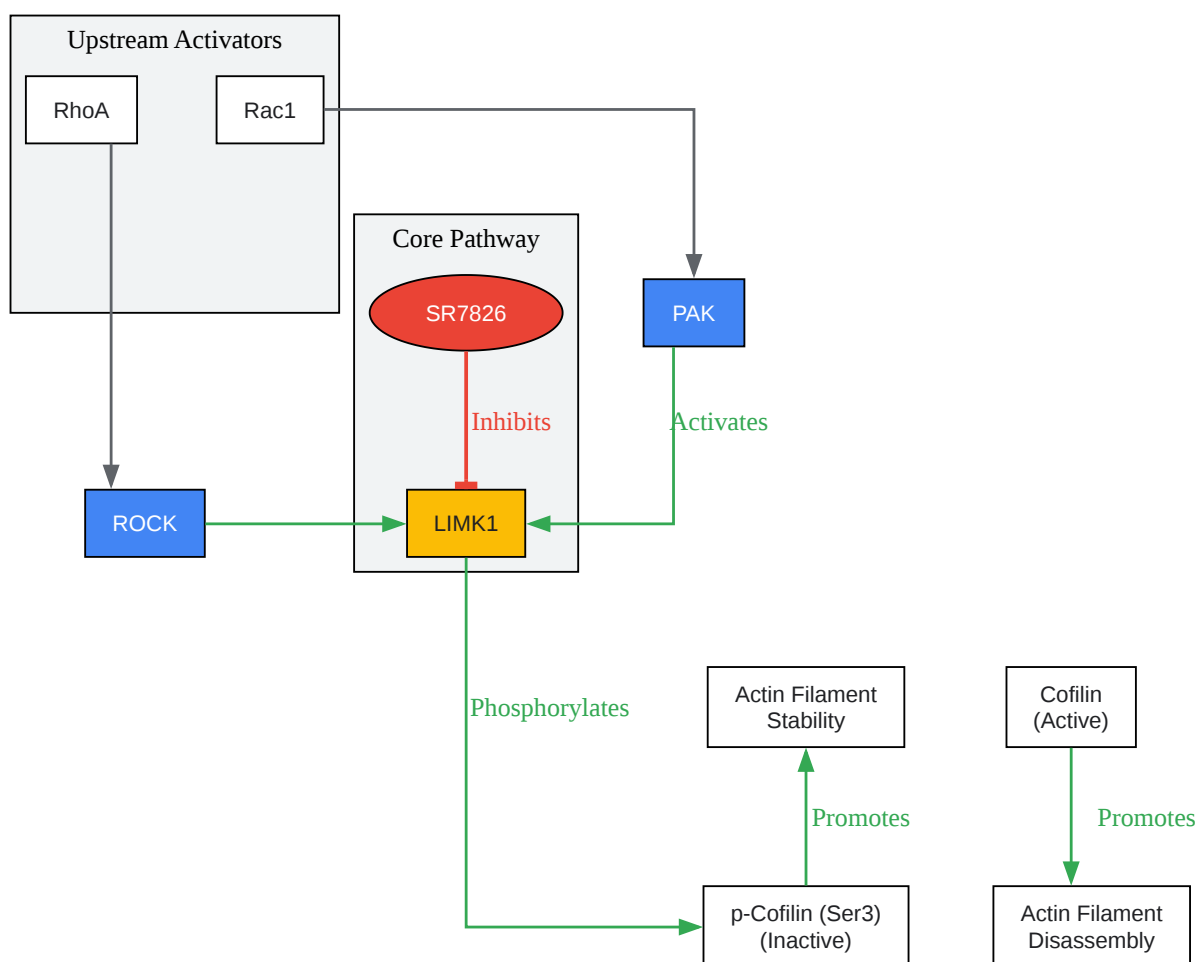 Upstream Activators
RhoA
Rac1
Core Pathway
SR7826
PAK
Inhibits
Activates
ROCK
LIMK1
Phosphorylates
Actin Filament
Stability
Cofilin
(Active)
Promotes
Promotes
p-Cofilin (Ser3)
(Inactive)
Actin Filament
Disassembly